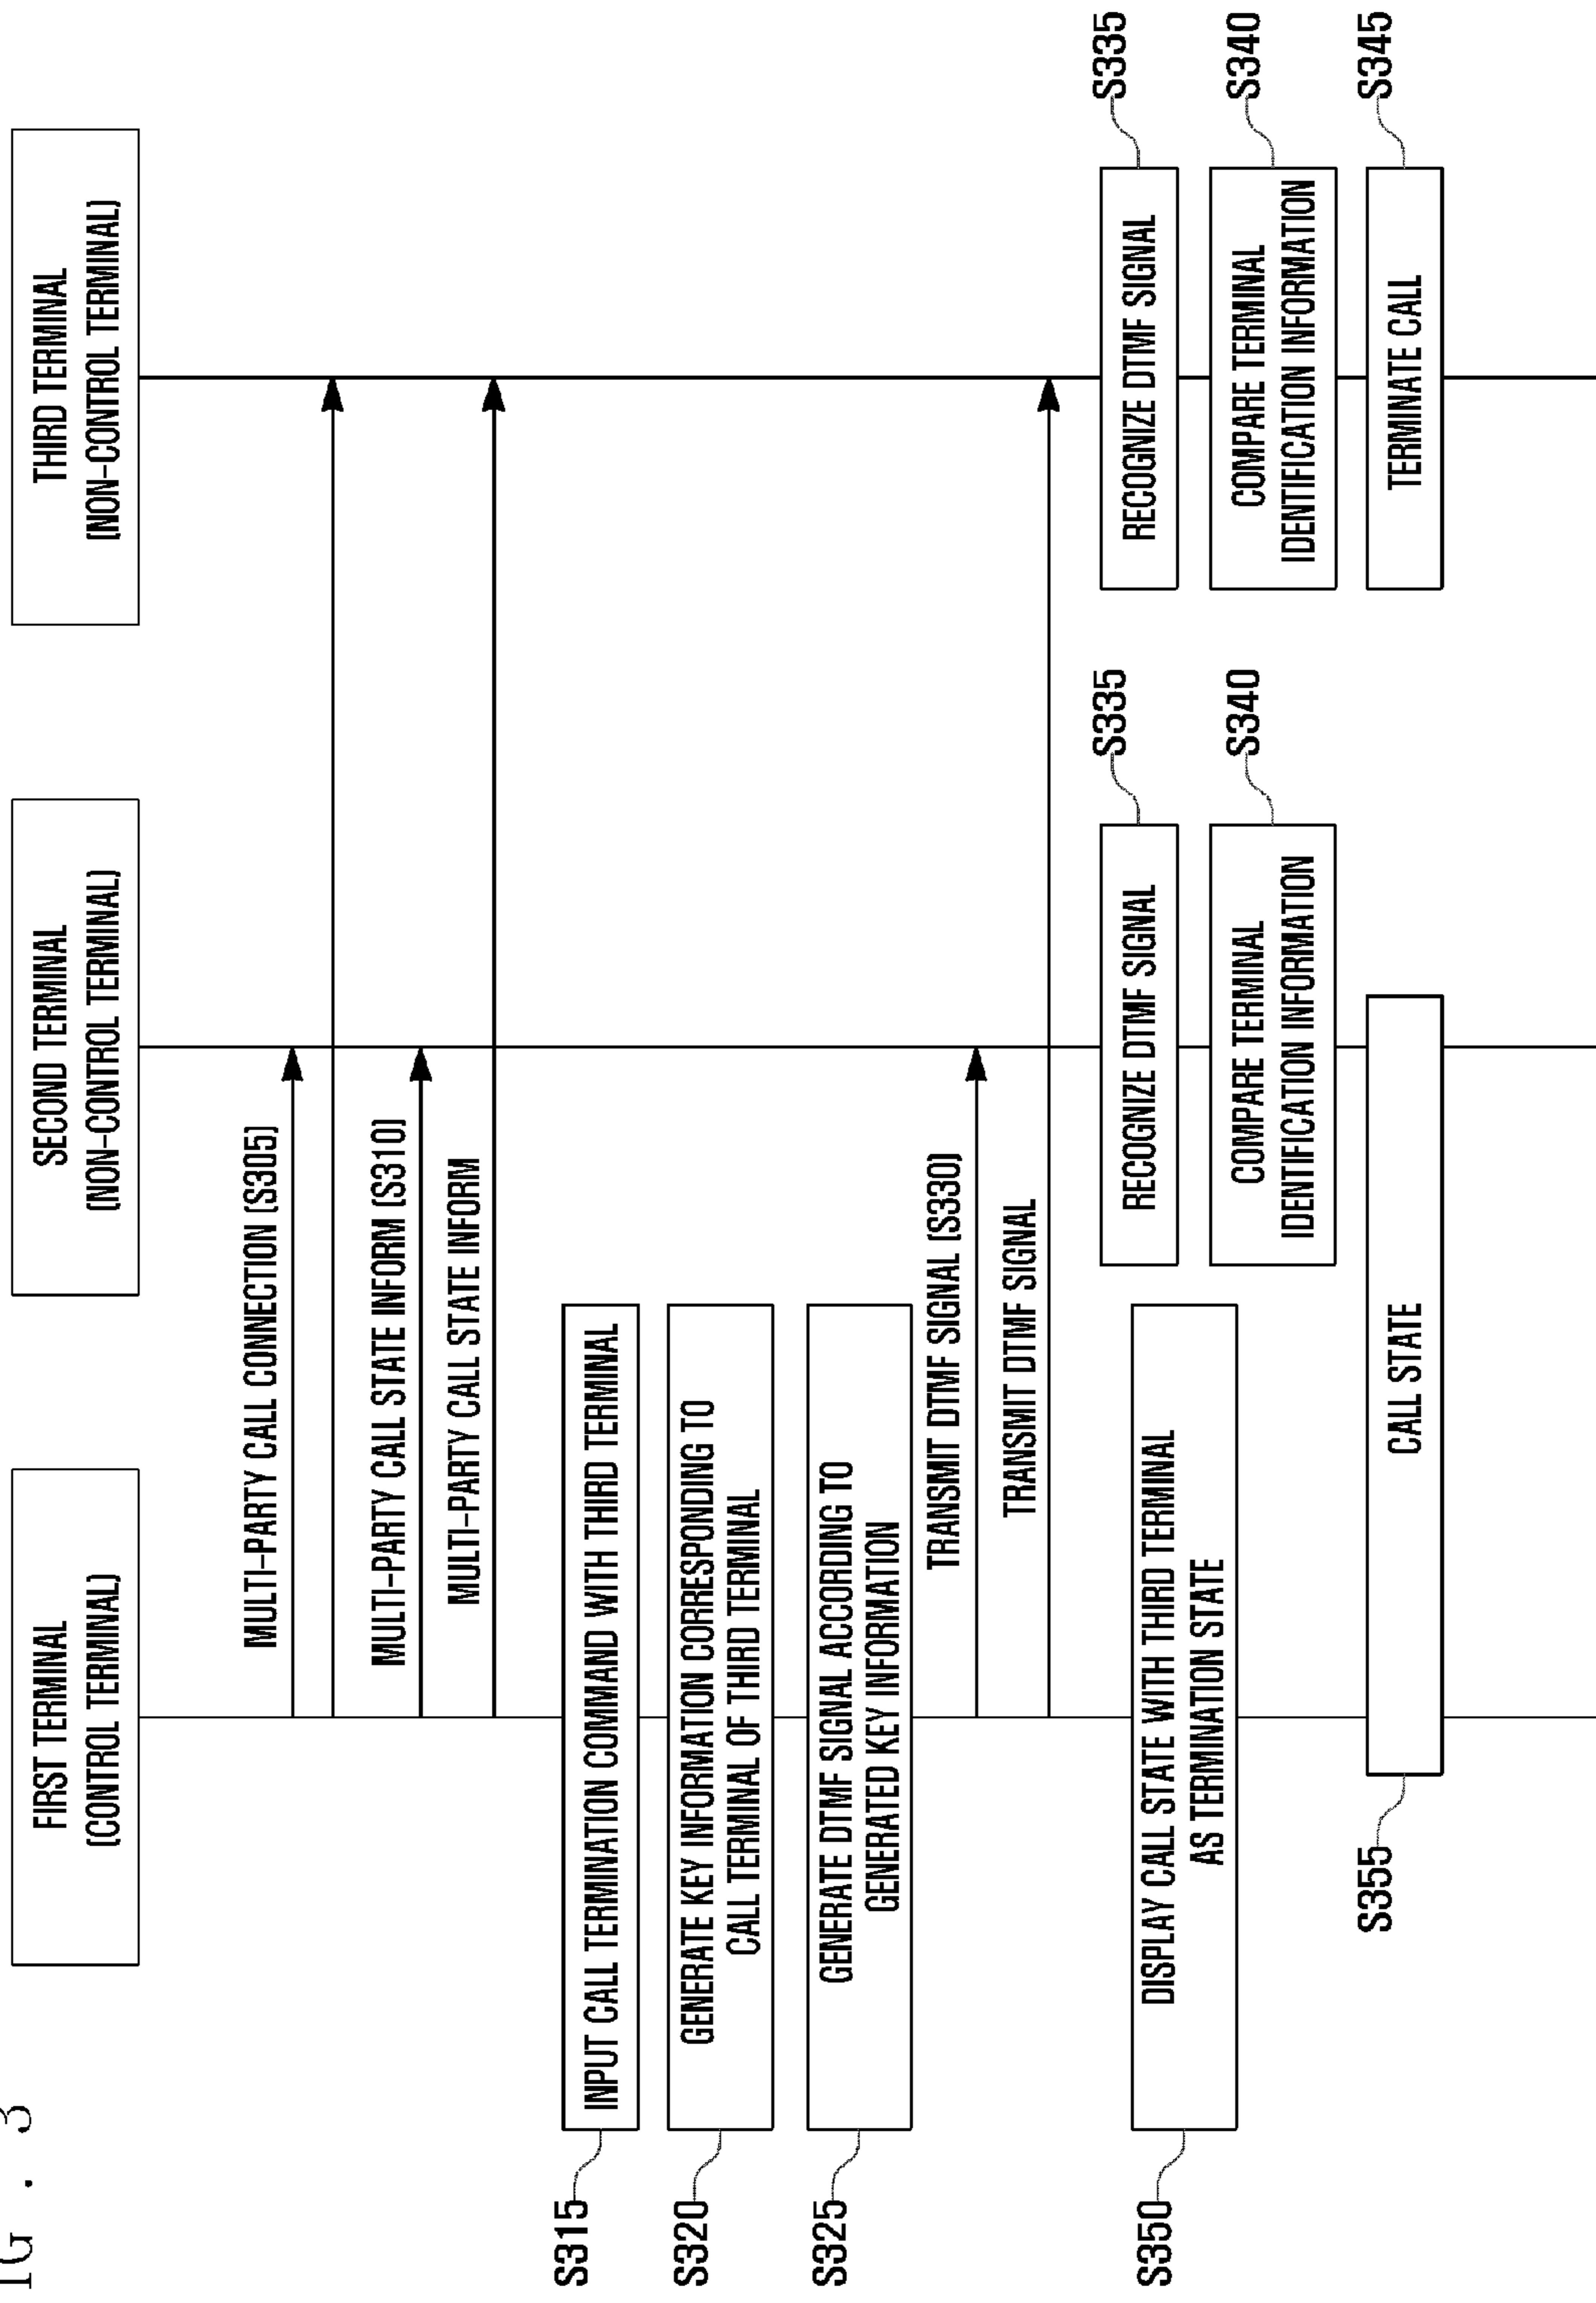 IG . 3
FIRST TERMINAL
(CONTROL TERMINAL)
SECOND TERMINAL
(NON-CONTROL TERMINAL)
THIRD TERMINAL
(NON-CONTROL TERMINAL)
MULTI-PARTY CALL CONNECTION (S305)
MULTI-PARTY CALL STATE INFORM (S310)
MULTI-PARTY CALL STATE INFORM
S315
INPUT CALL TERMINATION COMMAND WITH THIRD TERMINAL
S320
GENERATE KEY INFORMATION CORRESPONDING TO
CALL TERMINAL OF THIRD TERMINAL
S325
GENERATE DTMF SIGNAL ACCORDING TO
GENERATED KEY INFORMATION
TRANSMIT DTMF SIGNAL (S330)
TRANSMIT DTMF SIGNAL
RECOGNIZE DTMF SIGNAL
S335
RECOGNIZE DTMF SIGNAL
S335
S350
DISPLAY CALL STATE WITH THIRD TERMINAL
AS TERMINATION STATE
COMPARE TERMINAL
IDENTIFICATION INFORMATION
S340
COMPARE TERMINAL
IDENTIFICATION INFORMATION
S340
S355
CALL STATE
TERMINATE CALL
S345